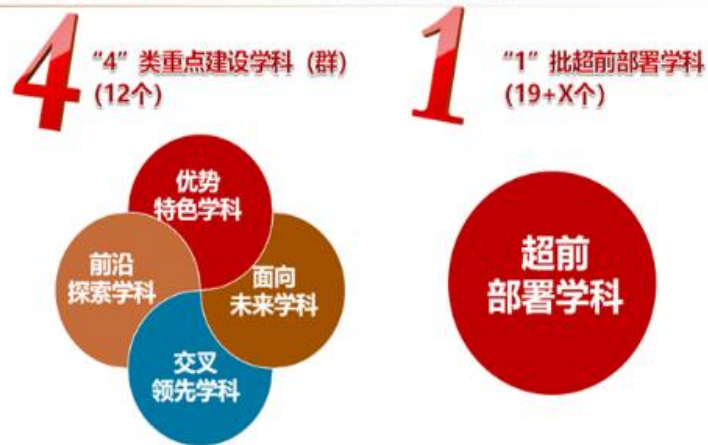 4
“4”类重点建设学科（群）
（12个）
1
“1”批超前部署学科
（19+X个）
优势
特色学科
前沿
探索学科
面向
未来学科
交叉
领先学科
超前
部署学科